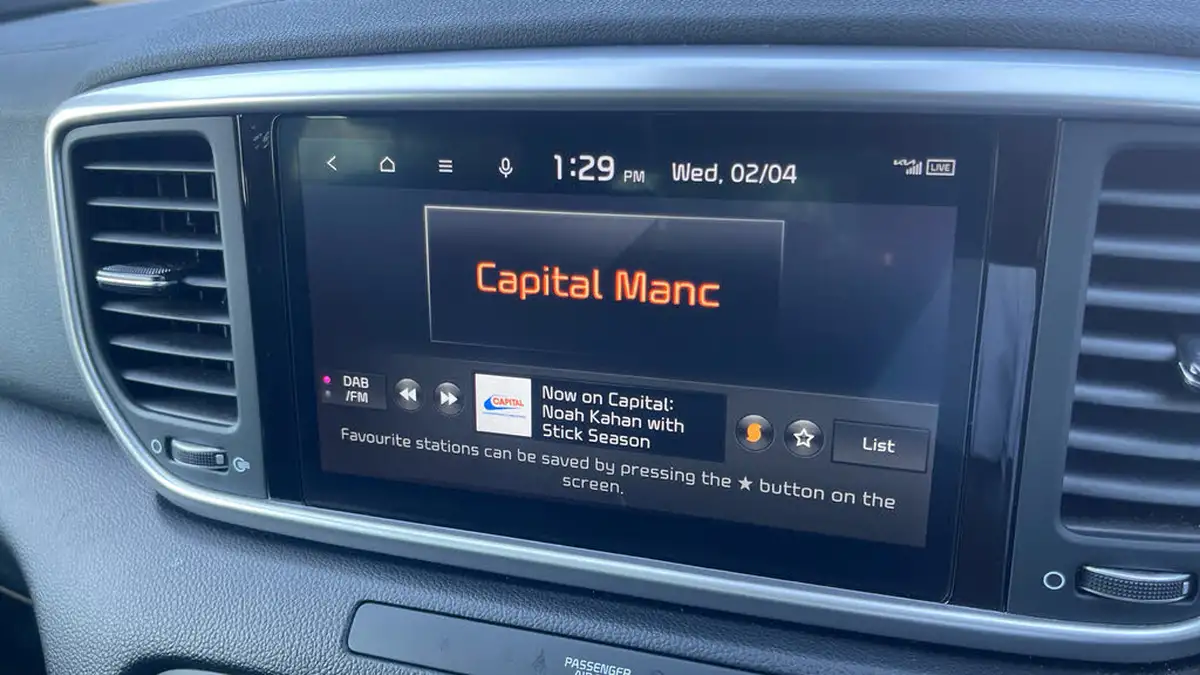 1:29 PM Wed, 02/04 KIA LIVE
Capital Manc
DAB
/FM
CAPITAL
Now on Capital:
Noah Kahan with
Stick Season
List
Favourite stations can be saved by pressing the ★ button on the
screen.
PASSENGER